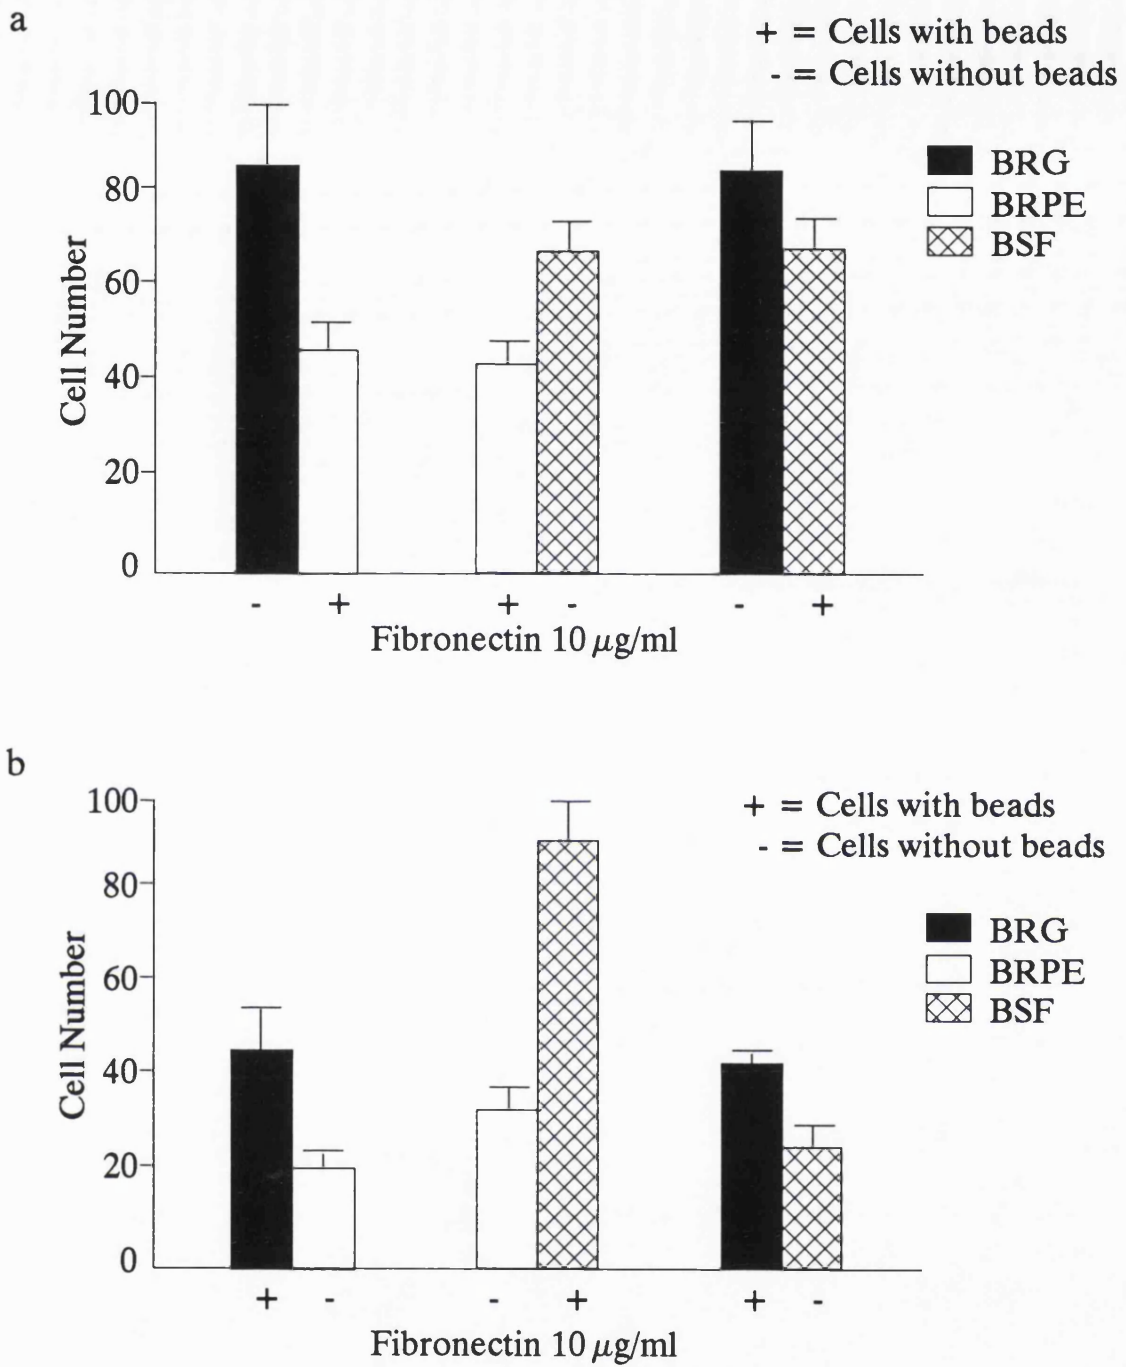 a
+ = Cells with beads
- = Cells without beads
BRG
BRPE
BSF
100
80
60
40
20
0
Cell Number
- + + - - +
Fibronectin 10 μg/ml
b
+ = Cells with beads
- = Cells without beads
BRG
BRPE
BSF
100
80
60
40
20
0
Cell Number
+ - - + + -
Fibronectin 10 μg/ml